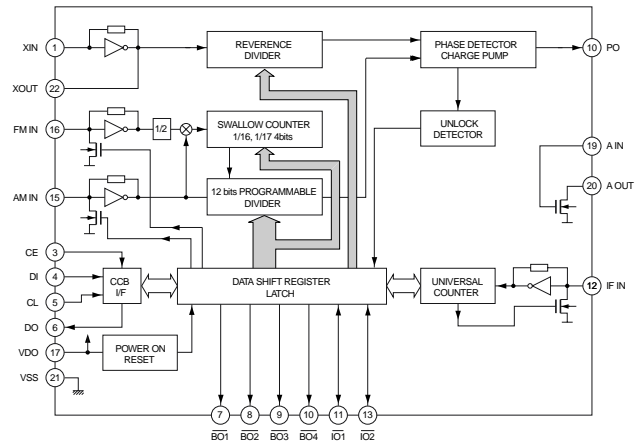 XIN 1
REVERENCE
DIVIDER
PHASE DETECTOR
CHARGE PUMP
10 PO
XOUT 22
FM IN 16
1/2
SWALLOW COUNTER
1/16, 1/17 4bits
UNLOCK
DETECTOR
19 A IN
20 A OUT
AM IN 15
12 bits PROGRAMMABLE
DIVIDER
CE 3
DI 4
CL 5
DO 6
CCB
I/F
DATA SHIFT REGISTER
LATCH
UNIVERSAL
COUNTER
12 IF IN
VDO 17
POWER ON
RESET
VSS 21
7 8 9 10 11 13
BO1 BO2 BO3 BO4 IO1 IO2